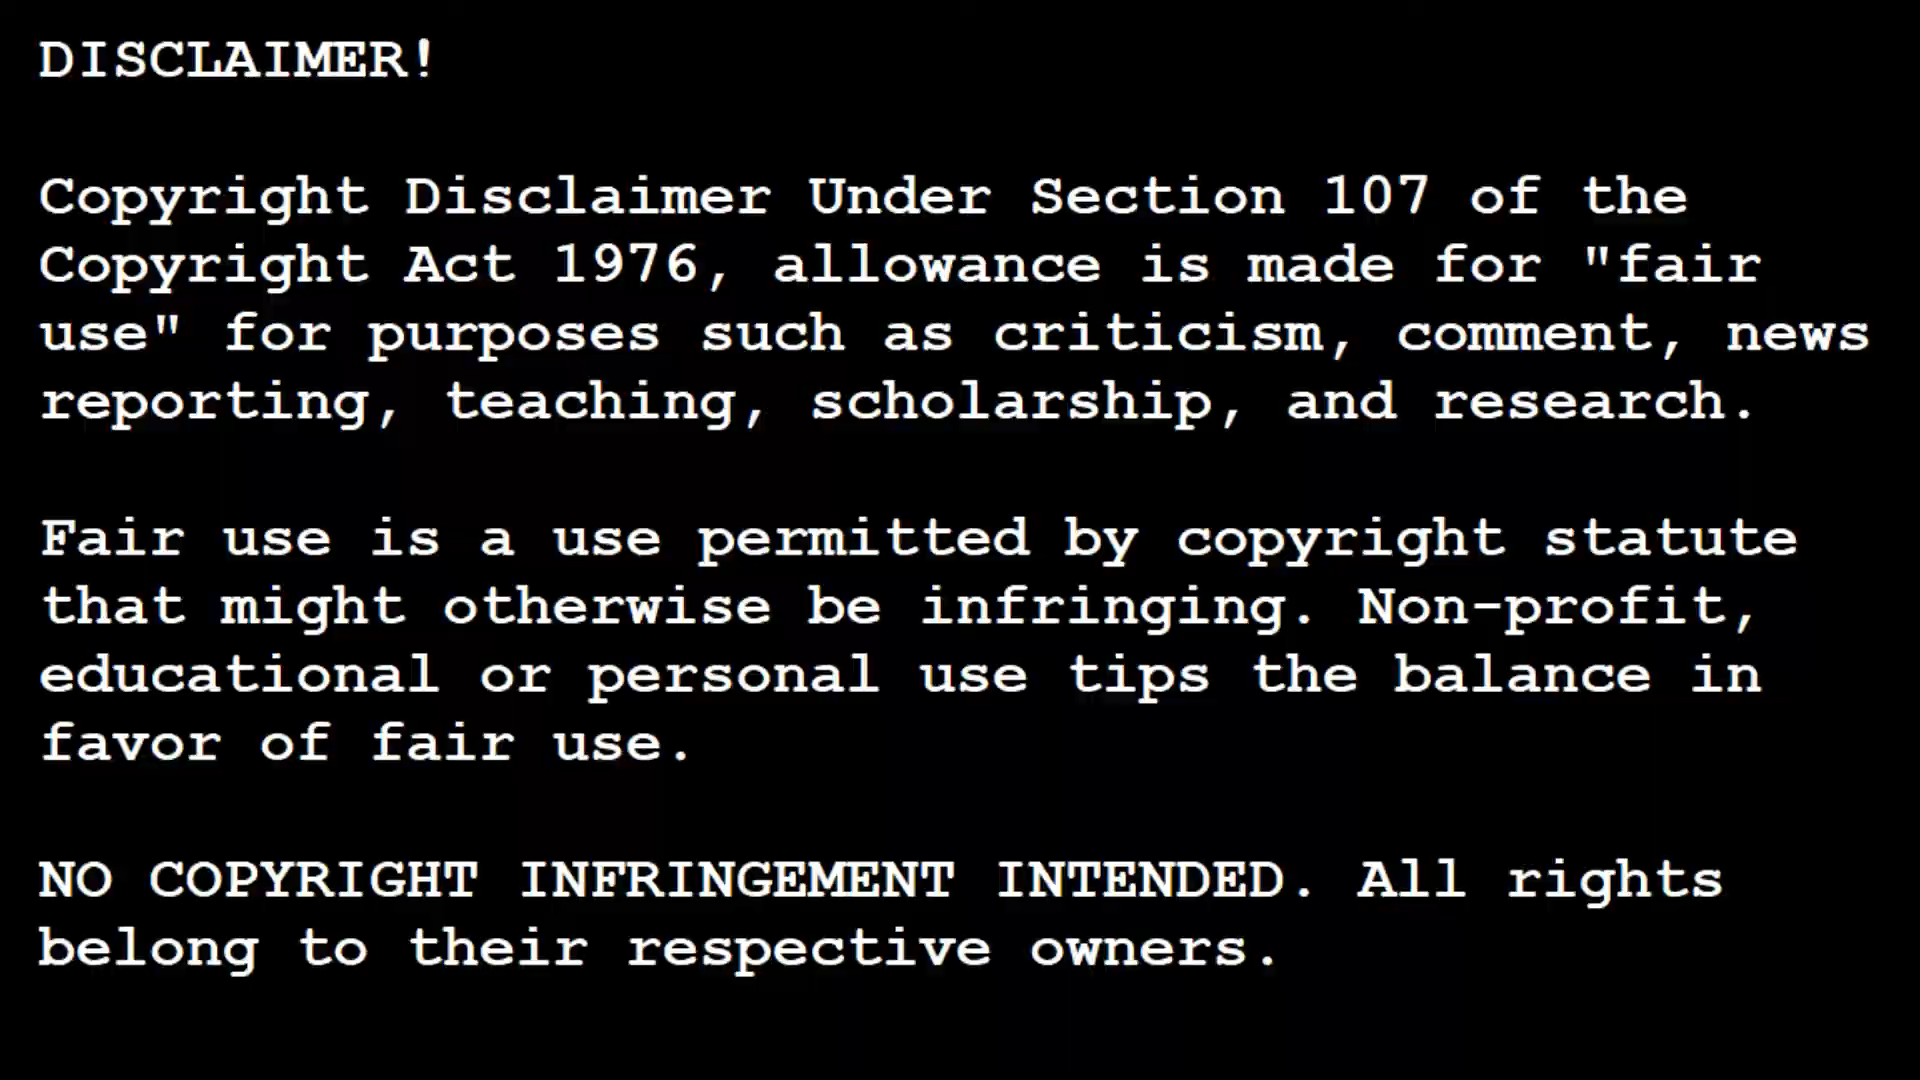 DISCLAIMER!
Copyright Disclaimer Under Section 107 of the
Copyright Act 1976, allowance is made for "fair
use" for purposes such as criticism, comment, news
reporting, teaching, scholarship, and research.
Fair use is a use permitted by copyright statute
that might otherwise be infringing. Non-profit,
educational or personal use tips the balance in
favor of fair use.
NO COPYRIGHT INFRINGEMENT INTENDED. All rights
belong to their respective owners.